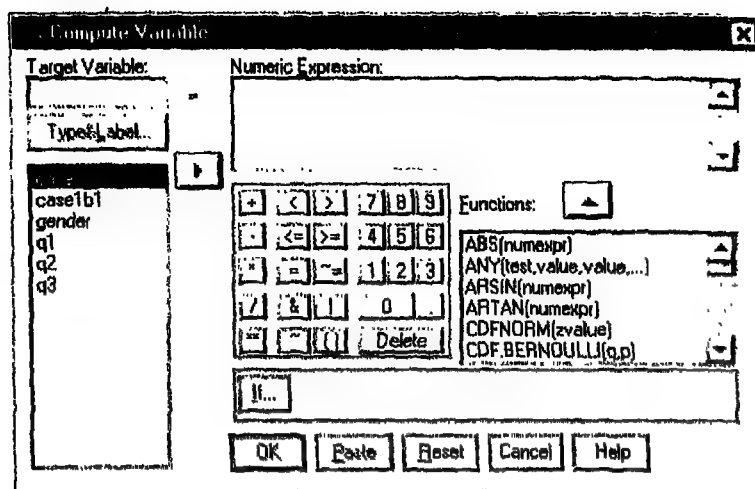 Compute Variable
Target Variable:
=
Numeric Expression:
Type&Label...
case1b1
gender
q1
q2
q3
+ < > 7 8 9
- <= >= 4 5 6
* = ~= 1 2 3
/ & | 0 .
** ~ () Delete
Functions:
ABS(numexpr)
ANY(test,value,value,...)
ARSIN(numexpr)
ARTAN(numexpr)
CDFNORM(zvalue)
CDF.BERNOULLI(q,p)
If...
OK Paste Reset Cancel Help